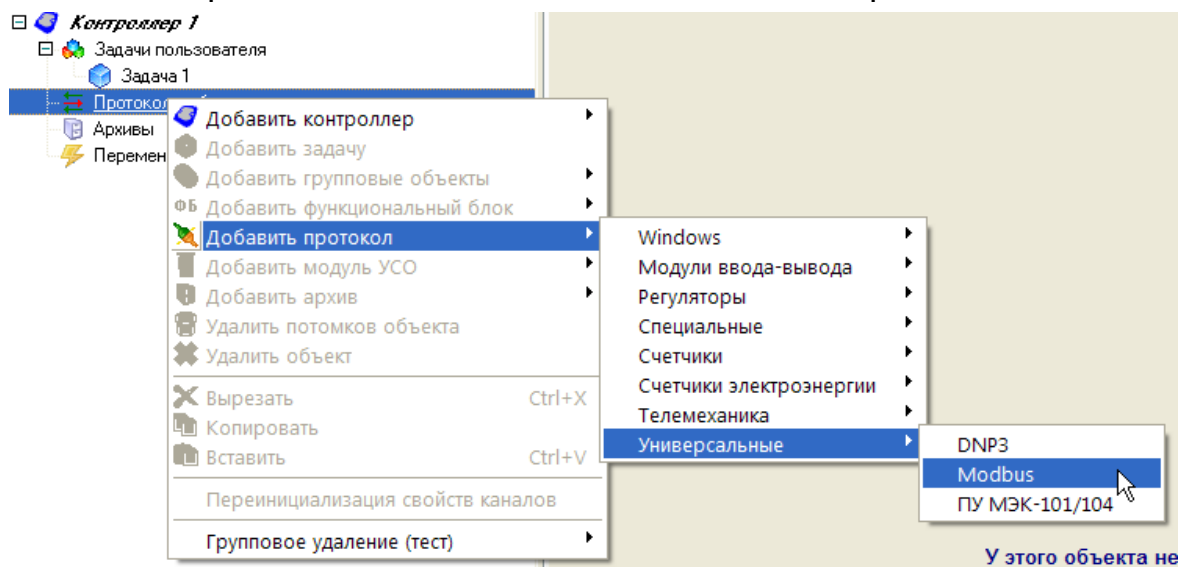 Контроллер 1
Задачи пользователя
Задача 1
Протокол
Архивы
Перемен
Добавить контроллер
Добавить задачу
Добавить групповые объекты
ФБ Добавить функциональный блок
Добавить протокол
Добавить модуль УСО
Добавить архив
Удалить потомков объекта
Удалить объект
Вырезать Ctrl+X
Копировать
Вставить Ctrl+V
Переинициализация свойств каналов
Групповое удаление (тест)
Windows
Модули ввода-вывода
Регуляторы
Специальные
Счетчики
Счетчики электроэнергии
Телемеханика
Универсальные
DNP3
Modbus
ПУ МЭК-101/104
У этого объекта не